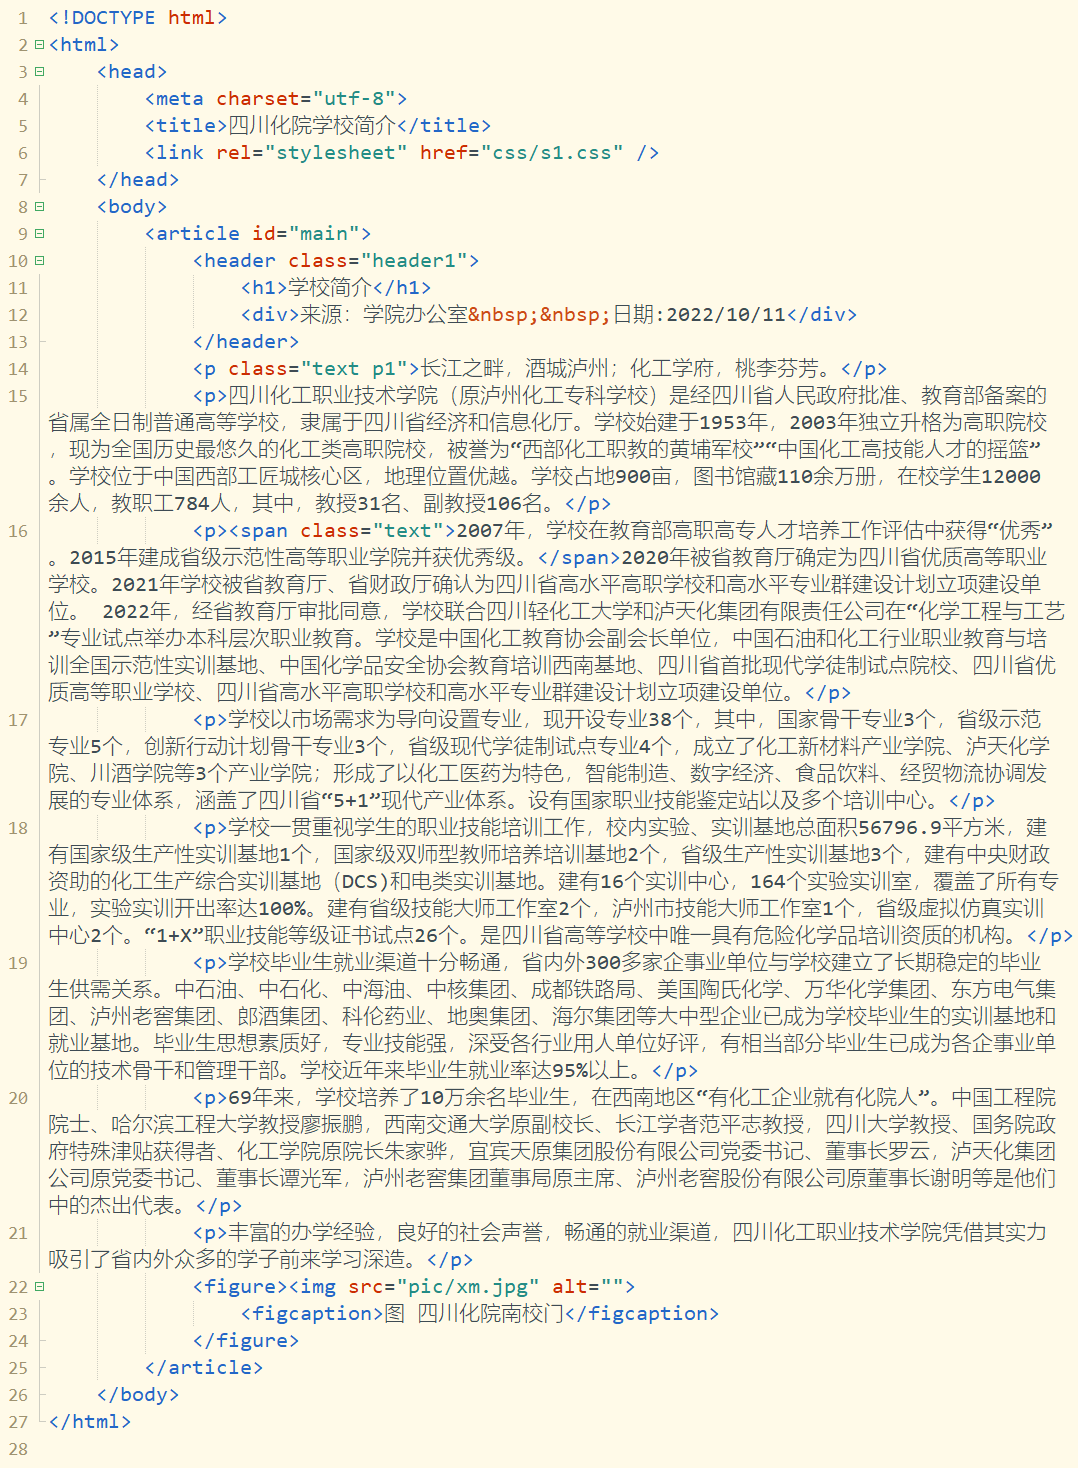 1 <!DOCTYPE html>
2 <html>
3 <head>
4 <meta charset="utf-8">
5 <title>四川化院学校简介</title>
6 <link rel="stylesheet" href="css/s1.css" />
7 </head>
8 <body>
9 <article id="main">
10 <header class="header1">
11 <h1>学校简介</h1>
12 <div>来源：学院办公室&nbsp;&nbsp;日期:2022/10/11</div>
13 </header>
14 <p class="text p1">长江之畔，酒城泸州；化工学府，桃李芬芳。</p>
15 <p>四川化工职业技术学院（原泸州化工专科学校）是经四川省人民政府批准、教育部备案的
省属全日制普通高等学校，隶属于四川省经济和信息化厅。学校始建于1953年，2003年独立升格为高职院校
，现为全国历史最悠久的化工类高职院校，被誉为“西部化工职教的黄埔军校”“中国化工高技能人才的摇篮”
。学校位于中国西部工匠城核心区，地理位置优越。学校占地900亩，图书馆藏110余万册，在校学生12000
余人，教职工784人，其中，教授31名、副教授106名。</p>
16 <p><span class="text">2007年，学校在教育部高职高专人才培养工作评估中获得“优秀”
。2015年建成省级示范性高等职业学院并获优秀级。</span>2020年被省教育厅确定为四川省优质高等职业
学校。2021年学校被省教育厅、省财政厅确认为四川省高水平高职学校和高水平专业群建设计划立项建设单
位。 2022年，经省教育厅审批同意，学校联合四川轻化工大学和泸天化集团有限责任公司在“化学工程与工艺
”专业试点举办本科层次职业教育。学校是中国化工教育协会副会长单位，中国石油和化工行业职业教育与培
训全国示范性实训基地、中国化学品安全协会教育培训西南基地、四川省首批现代学徒制试点院校、四川省优
质高等职业学校、四川省高水平高职学校和高水平专业群建设计划立项建设单位。</p>
17 <p>学校以市场需求为导向设置专业，现开设专业38个，其中，国家骨干专业3个，省级示范
专业5个，创新行动计划骨干专业3个，省级现代学徒制试点专业4个，成立了化工新材料产业学院、泸天化学
院、川酒学院等3个产业学院；形成了以化工医药为特色，智能制造、数字经济、食品饮料、经贸物流协调发
展的专业体系，涵盖了四川省“5+1”现代产业体系。设有国家职业技能鉴定站以及多个培训中心。</p>
18 <p>学校一贯重视学生的职业技能培训工作，校内实验、实训基地总面积56796.9平方米，建
有国家级生产性实训基地1个，国家级双师型教师培养培训基地2个，省级生产性实训基地3个，建有中央财政
资助的化工生产综合实训基地（DCS)和电类实训基地。建有16个实训中心，164个实验实训室，覆盖了所有专
业，实验实训开出率达100%。建有省级技能大师工作室2个，泸州市技能大师工作室1个，省级虚拟仿真实训
中心2个。“1+X”职业技能等级证书试点26个。是四川省高等学校中唯一具有危险化学品培训资质的机构。</p>
19 <p>学校毕业生就业渠道十分畅通，省内外300多家企事业单位与学校建立了长期稳定的毕业
生供需关系。中石油、中石化、中海油、中核集团、成都铁路局、美国陶氏化学、万华化学集团、东方电气集
团、泸州老窖集团、郎酒集团、科伦药业、地奥集团、海尔集团等大中型企业已成为学校毕业生的实训基地和
就业基地。毕业生思想素质好，专业技能强，深受各行业用人单位好评，有相当部分毕业生已成为各企事业单
位的技术骨干和管理干部。学校近年来毕业生就业率达95%以上。</p>
20 <p>69年来，学校培养了10万余名毕业生，在西南地区“有化工企业就有化院人”。中国工程院
院士、哈尔滨工程大学教授廖振鹏，西南交通大学原副校长、长江学者范平志教授，四川大学教授、国务院政
府特殊津贴获得者、化工学院原院长朱家骅，宜宾天原集团股份有限公司党委书记、董事长罗云，泸天化集团
公司原党委书记、董事长谭光军，泸州老窖集团董事局原主席、泸州老窖股份有限公司原董事长谢明等是他们
中的杰出代表。</p>
21 <p>丰富的办学经验，良好的社会声誉，畅通的就业渠道，四川化工职业技术学院凭借其实力
吸引了省内外众多的学子前来学习深造。</p>
22 <figure><img src="pic/xm.jpg" alt="">
23 <figcaption>图 四川化院南校门</figcaption>
24 </figure>
25 </article>
26 </body>
27 </html>
28